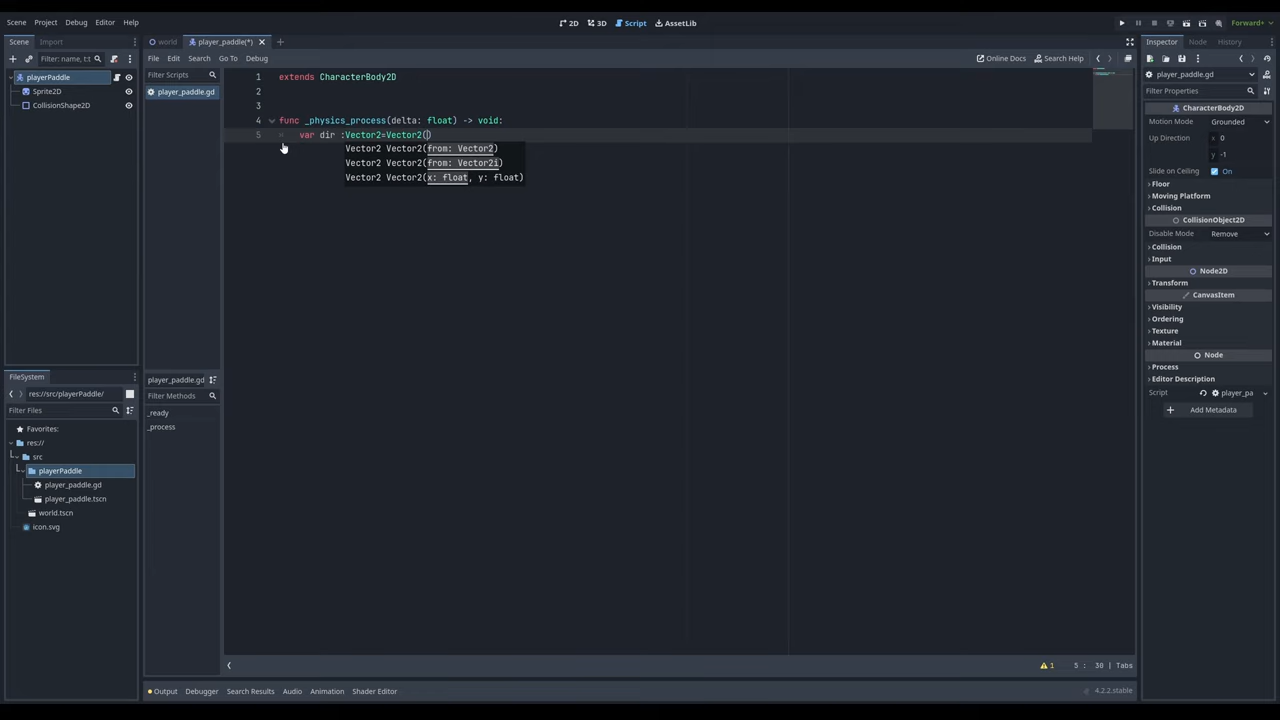 Scene Project Debug Editor Help
2D 3D Script AssetLib
Forward+
Scene Import
Filter: name, t:t
playerPaddle
Sprite2D
CollisionShape2D
world player_paddle(*)
File Edit Search Go To Debug
Online Docs Search Help
Filter Scripts
player_paddle.gd
1 extends CharacterBody2D
2
3
4 func _physics_process(delta: float) -> void:
5 var dir :Vector2=Vector2()
Vector2 Vector2(from: Vector2)
Vector2 Vector2(from: Vector2i)
Vector2 Vector2(x: float, y: float)
player_paddle.gd
Filter Methods
_ready
_process
1 5 : 30 | Tabs
FileSystem
res://src/playerPaddle/
Filter Files
Favorites:
res://
src
playerPaddle
player_paddle.gd
player_paddle.tscn
world.tscn
icon.svg
Output Debugger Search Results Audio Animation Shader Editor
4.2.2.stable
Inspector Node History
player_paddle.gd
Filter Properties
CharacterBody2D
Motion Mode Grounded
Up Direction x 0
y -1
Slide on Ceiling On
Floor
Moving Platform
Collision
CollisionObject2D
Disable Mode Remove
Collision
Input
Node2D
Transform
CanvasItem
Visibility
Ordering
Texture
Material
Node
Process
Editor Description
Script player_pa
Add Metadata